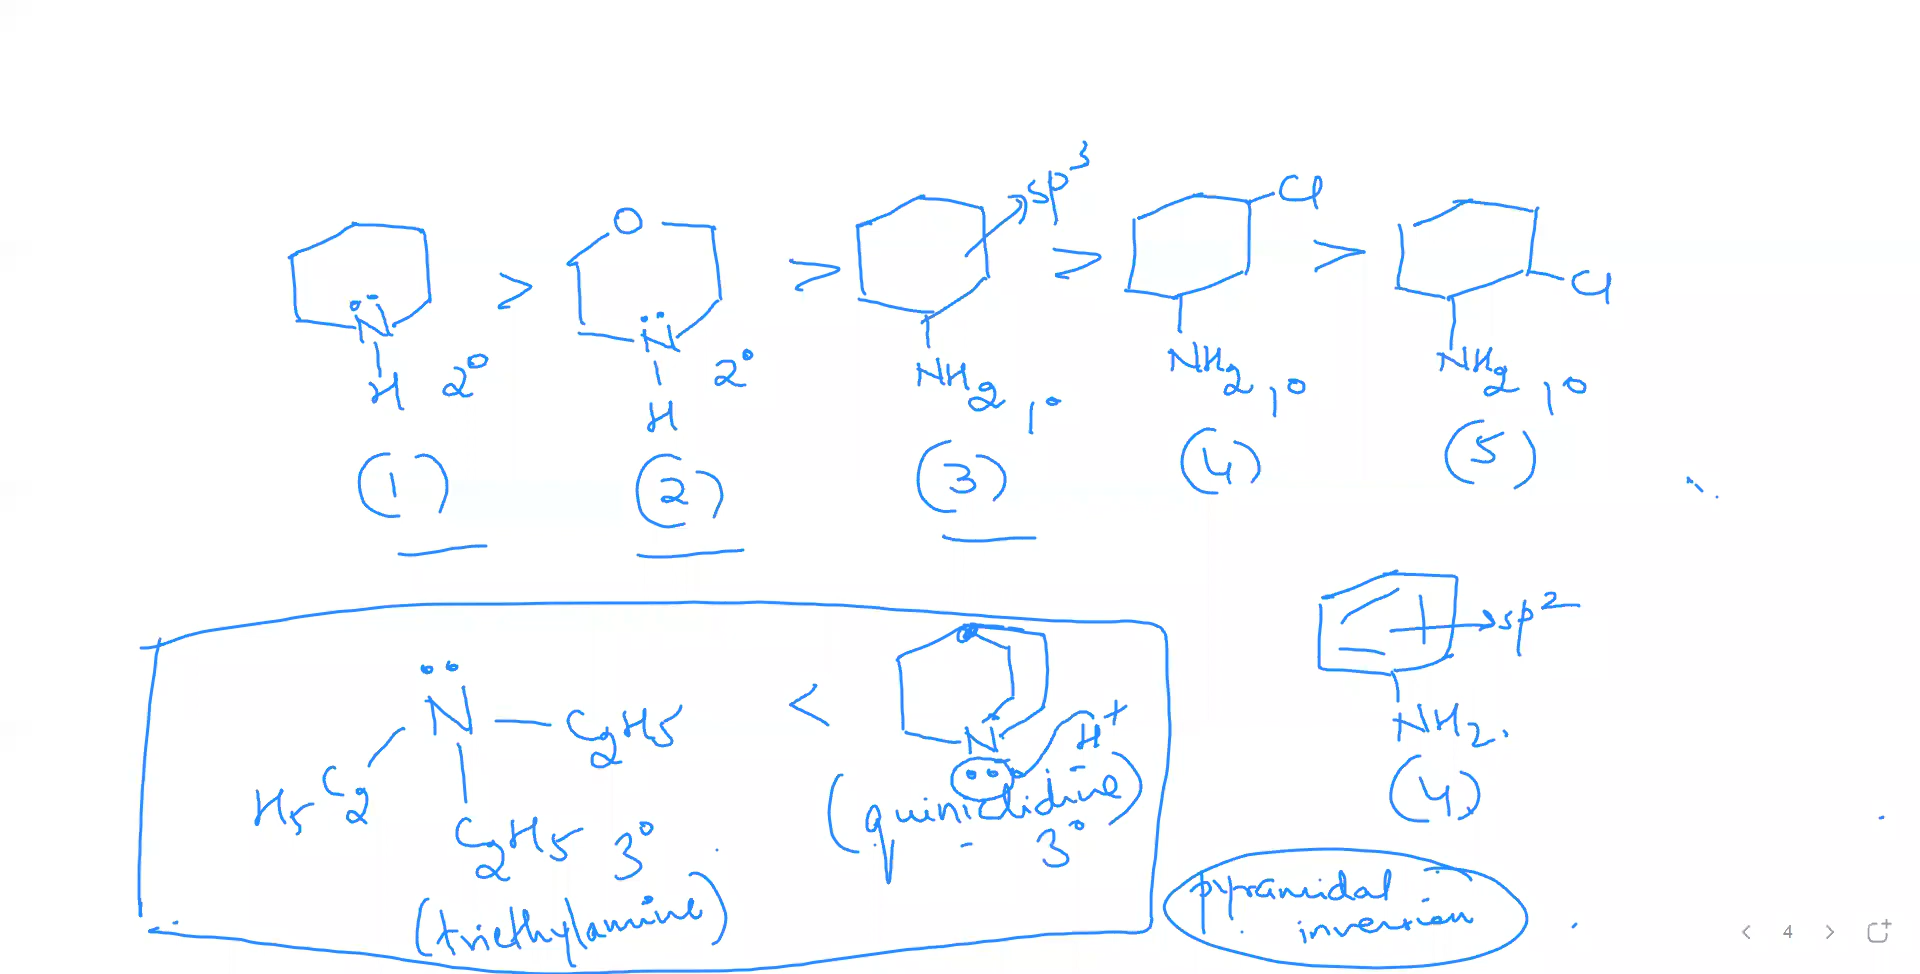 O > > sp³ > Cl > Cl
N̈ H 2° N̈ H 2° NH2 1° NH2 1° NH2 1°
(1) (2) (3) (4) (5)
N̈ — C2H5 < N H⁺ → sp²
H5C2 C2H5 3° (quiniclidine) 3° NH2
(triethylamine) (4)
pyramidal
inversion
< 4 >